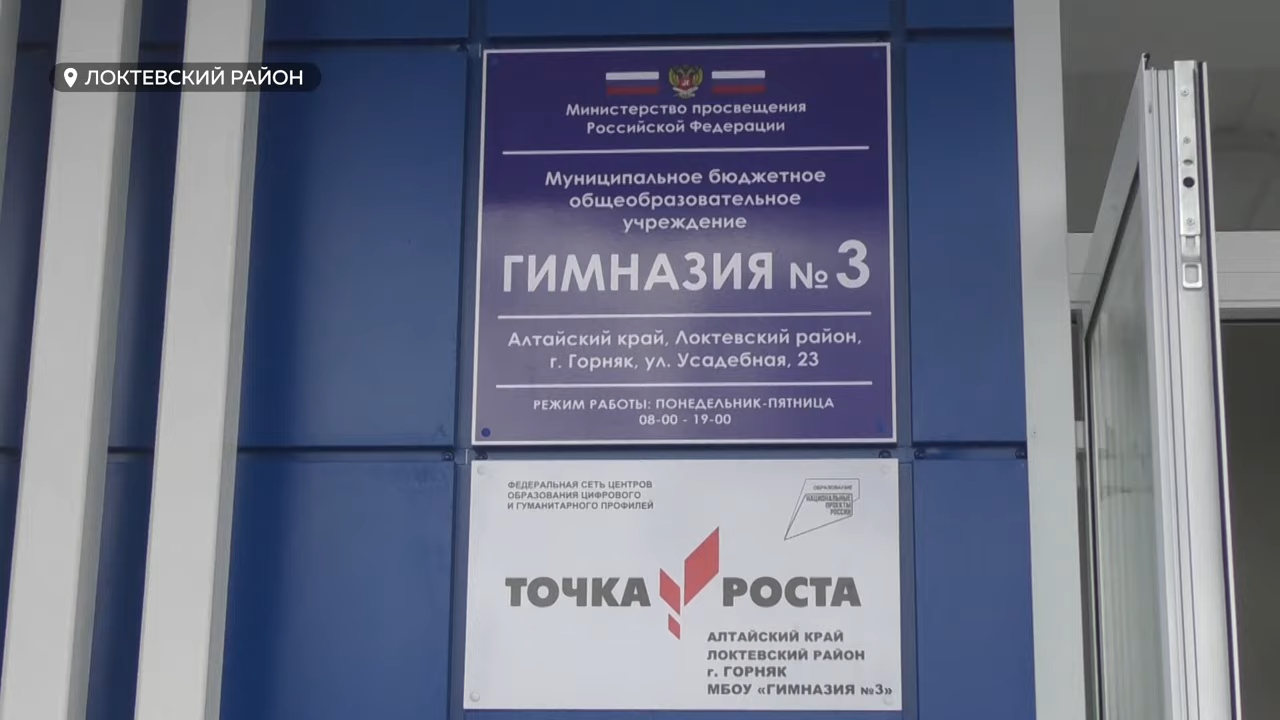 ЛОКТЕВСКИЙ РАЙОН
Министерство просвещения
Российской Федерации
Муниципальное бюджетное
общеобразовательное
учреждение
ГИМНАЗИЯ № 3
Алтайский край, Локтевский район,
г. Горняк, ул. Усадебная, 23
РЕЖИМ РАБОТЫ: ПОНЕДЕЛЬНИК-ПЯТНИЦА
08-00 - 19-00
ФЕДЕРАЛЬНАЯ СЕТЬ ЦЕНТРОВ
ОБРАЗОВАНИЯ ЦИФРОВОГО
И ГУМАНИТАРНОГО ПРОФИЛЕЙ
ОБРАЗОВАНИЕ
НАЦИОНАЛЬНЫЕ
ПРОЕКТЫ
РОССИИ
ТОЧКА РОСТА
АЛТАЙСКИЙ КРАЙ
ЛОКТЕВСКИЙ РАЙОН
г. ГОРНЯК
МБОУ «ГИМНАЗИЯ №3»